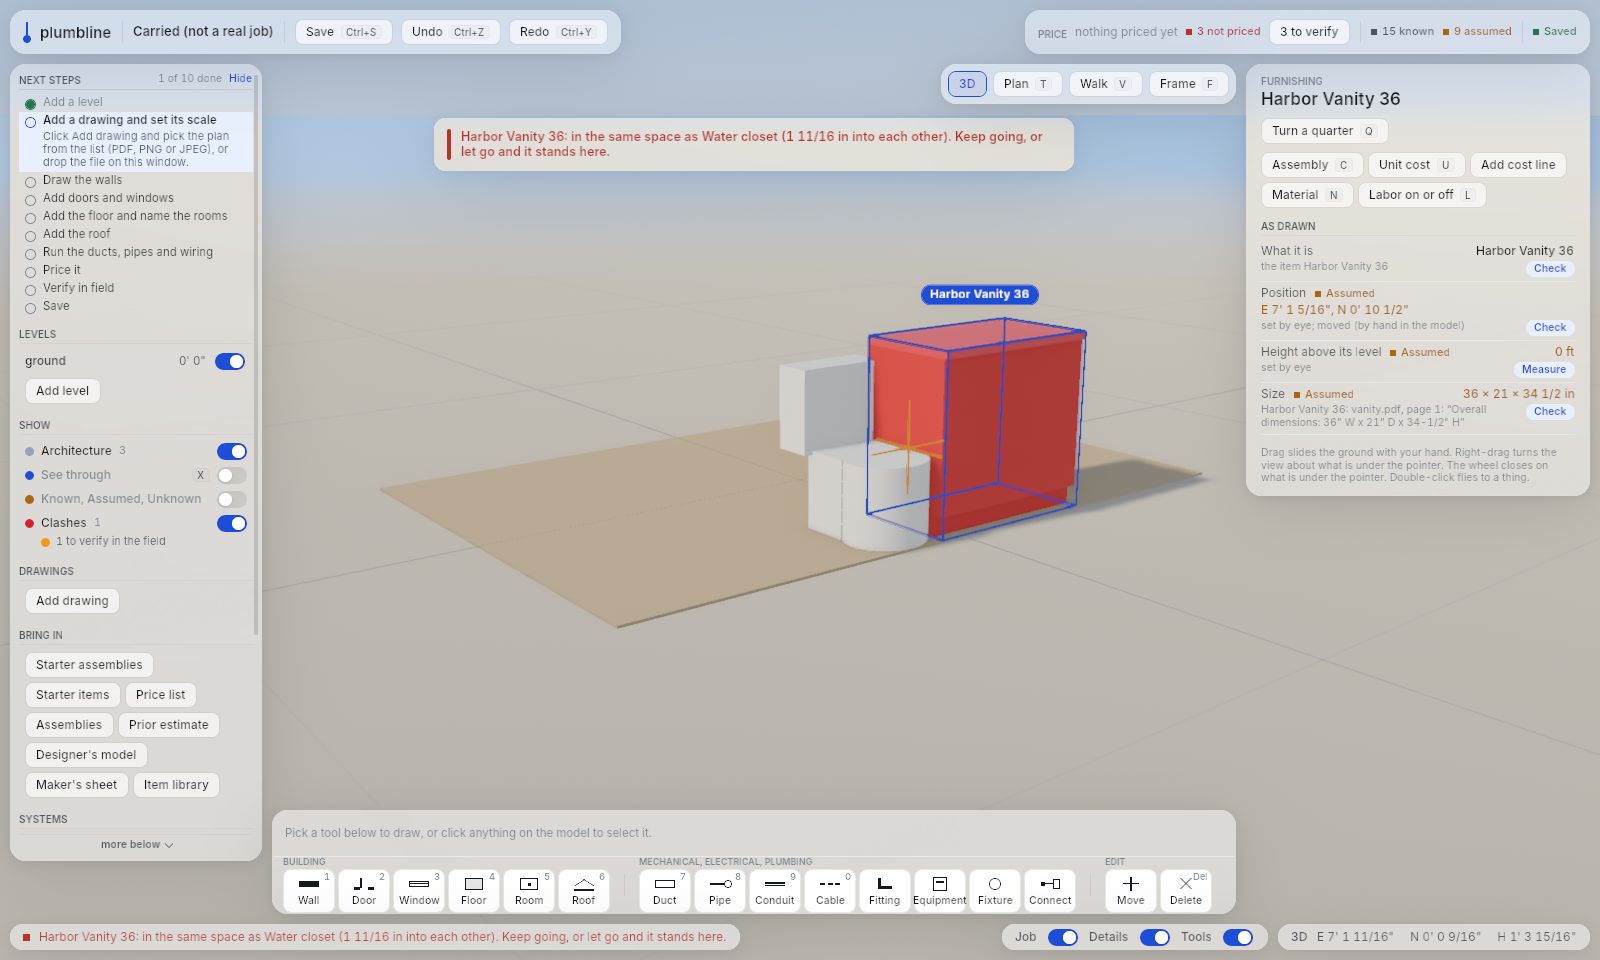 plumbline
Carried (not a real job)
Save Ctrl+S
Undo Ctrl+Z
Redo Ctrl+Y
PRICE nothing priced yet
3 not priced
3 to verify
15 known
9 assumed
Saved
NEXT STEPS
1 of 10 done Hide
Add a level
Add a drawing and set its scale
Click Add drawing and pick the plan
from the list (PDF, PNG or JPEG), or
drop the file on this window.
Draw the walls
Add doors and windows
Add the floor and name the rooms
Add the roof
Run the ducts, pipes and wiring
Price it
Verify in field
Save
LEVELS
ground 0' 0"
Add level
SHOW
Architecture 3
See through X
Known, Assumed, Unknown
Clashes 1
1 to verify in the field
DRAWINGS
Add drawing
BRING IN
Starter assemblies
Starter items Price list
Assemblies Prior estimate
Designer's model
Maker's sheet Item library
SYSTEMS
more below
3D
Plan T
Walk V
Frame F
Harbor Vanity 36: in the same space as Water closet (1 11/16 in into each other). Keep going, or
let go and it stands here.
Harbor Vanity 36
FURNISHING
Harbor Vanity 36
Turn a quarter Q
Assembly C
Unit cost U
Add cost line
Material N
Labor on or off L
AS DRAWN
What it is Harbor Vanity 36
the item Harbor Vanity 36 Check
Position Assumed
E 7' 1 5/16", N 0' 10 1/2"
set by eye; moved (by hand in the model) Check
Height above its level Assumed 0 ft
set by eye Measure
Size Assumed 36 × 21 × 34 1/2 in
Harbor Vanity 36: vanity.pdf, page 1: "Overall Check
dimensions: 36" W x 21" D x 34-1/2" H"
Drag slides the ground with your hand. Right-drag turns the
view about what is under the pointer. The wheel closes on
what is under the pointer. Double-click flies to a thing.
Pick a tool below to draw, or click anything on the model to select it.
BUILDING
Wall 1
Door 2
Window 3
Floor 4
Room 5
Roof 6
MECHANICAL, ELECTRICAL, PLUMBING
Duct 7
Pipe 8
Conduit 9
Cable 0
Fitting
Equipment
Fixture
Connect
EDIT
Move
Delete Del
Harbor Vanity 36: in the same space as Water closet (1 11/16 in into each other). Keep going, or let go and it stands here.
Job
Details
Tools
3D E 7' 1 11/16" N 0' 0 9/16" H 1' 3 15/16"